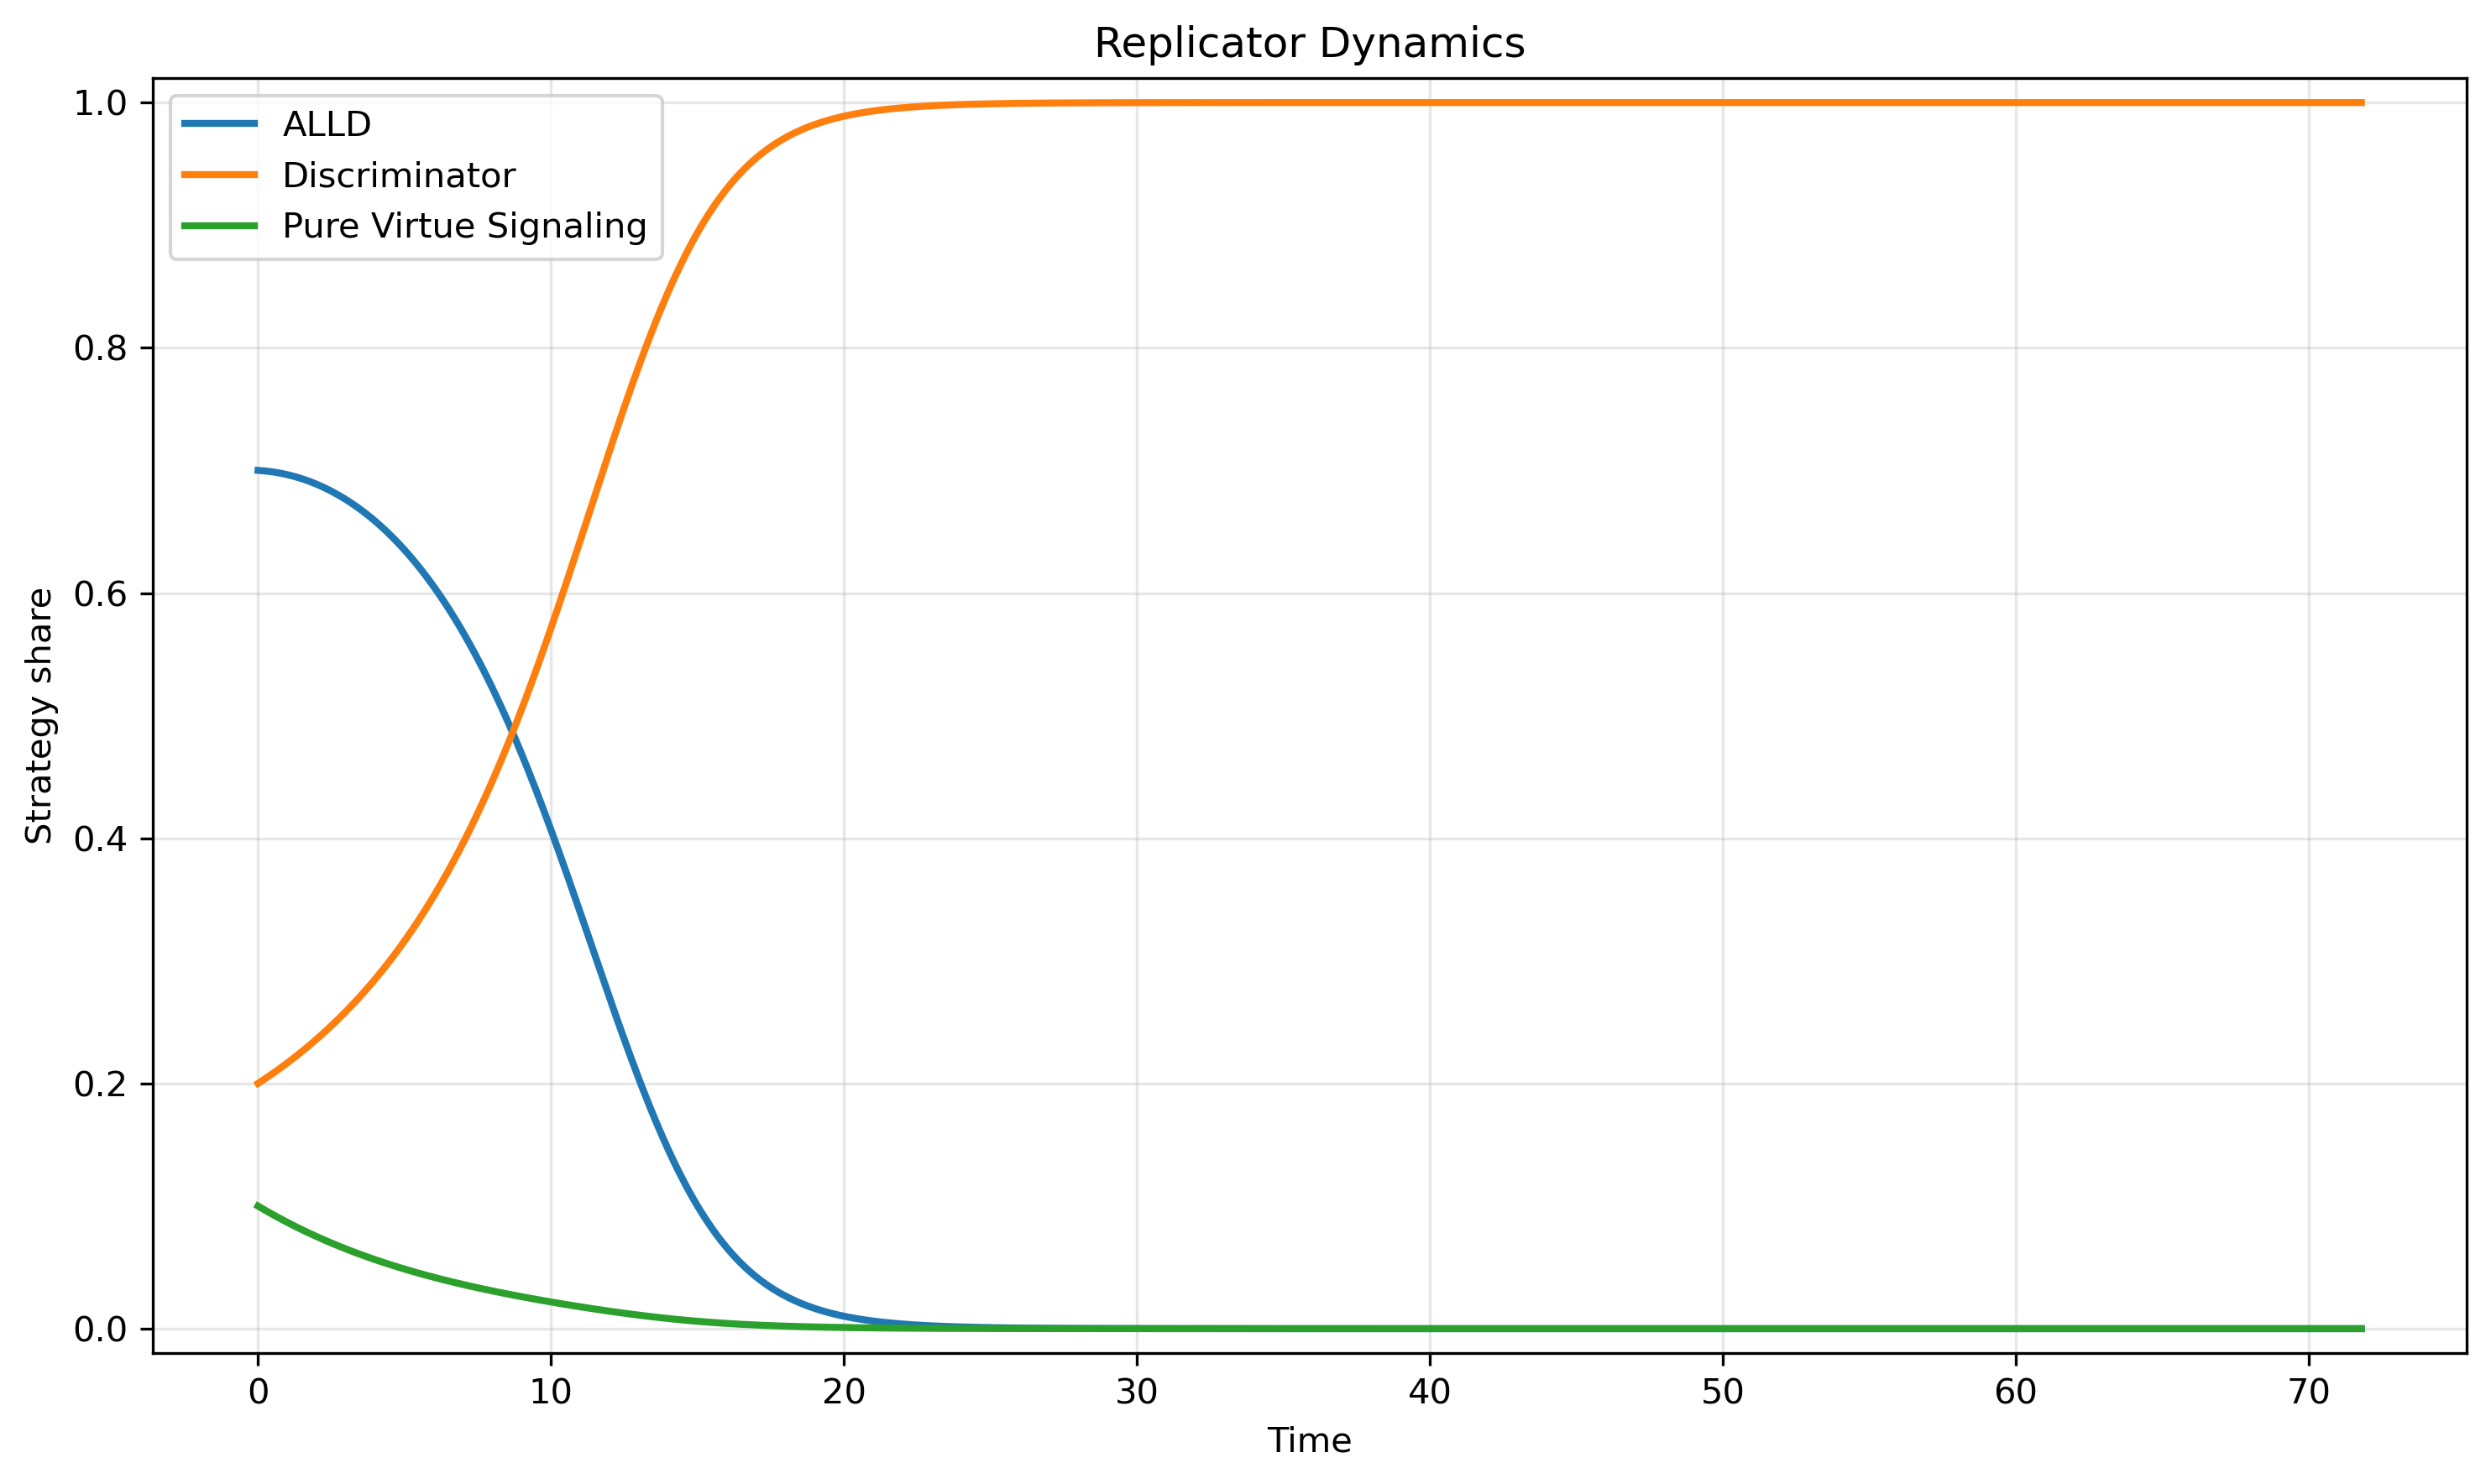 Replicator Dynamics
ALLD
Discriminator
Pure Virtue Signaling
Strategy share
1.0
0.8
0.6
0.4
0.2
0.0
0 10 20 30 40 50 60 70
Time